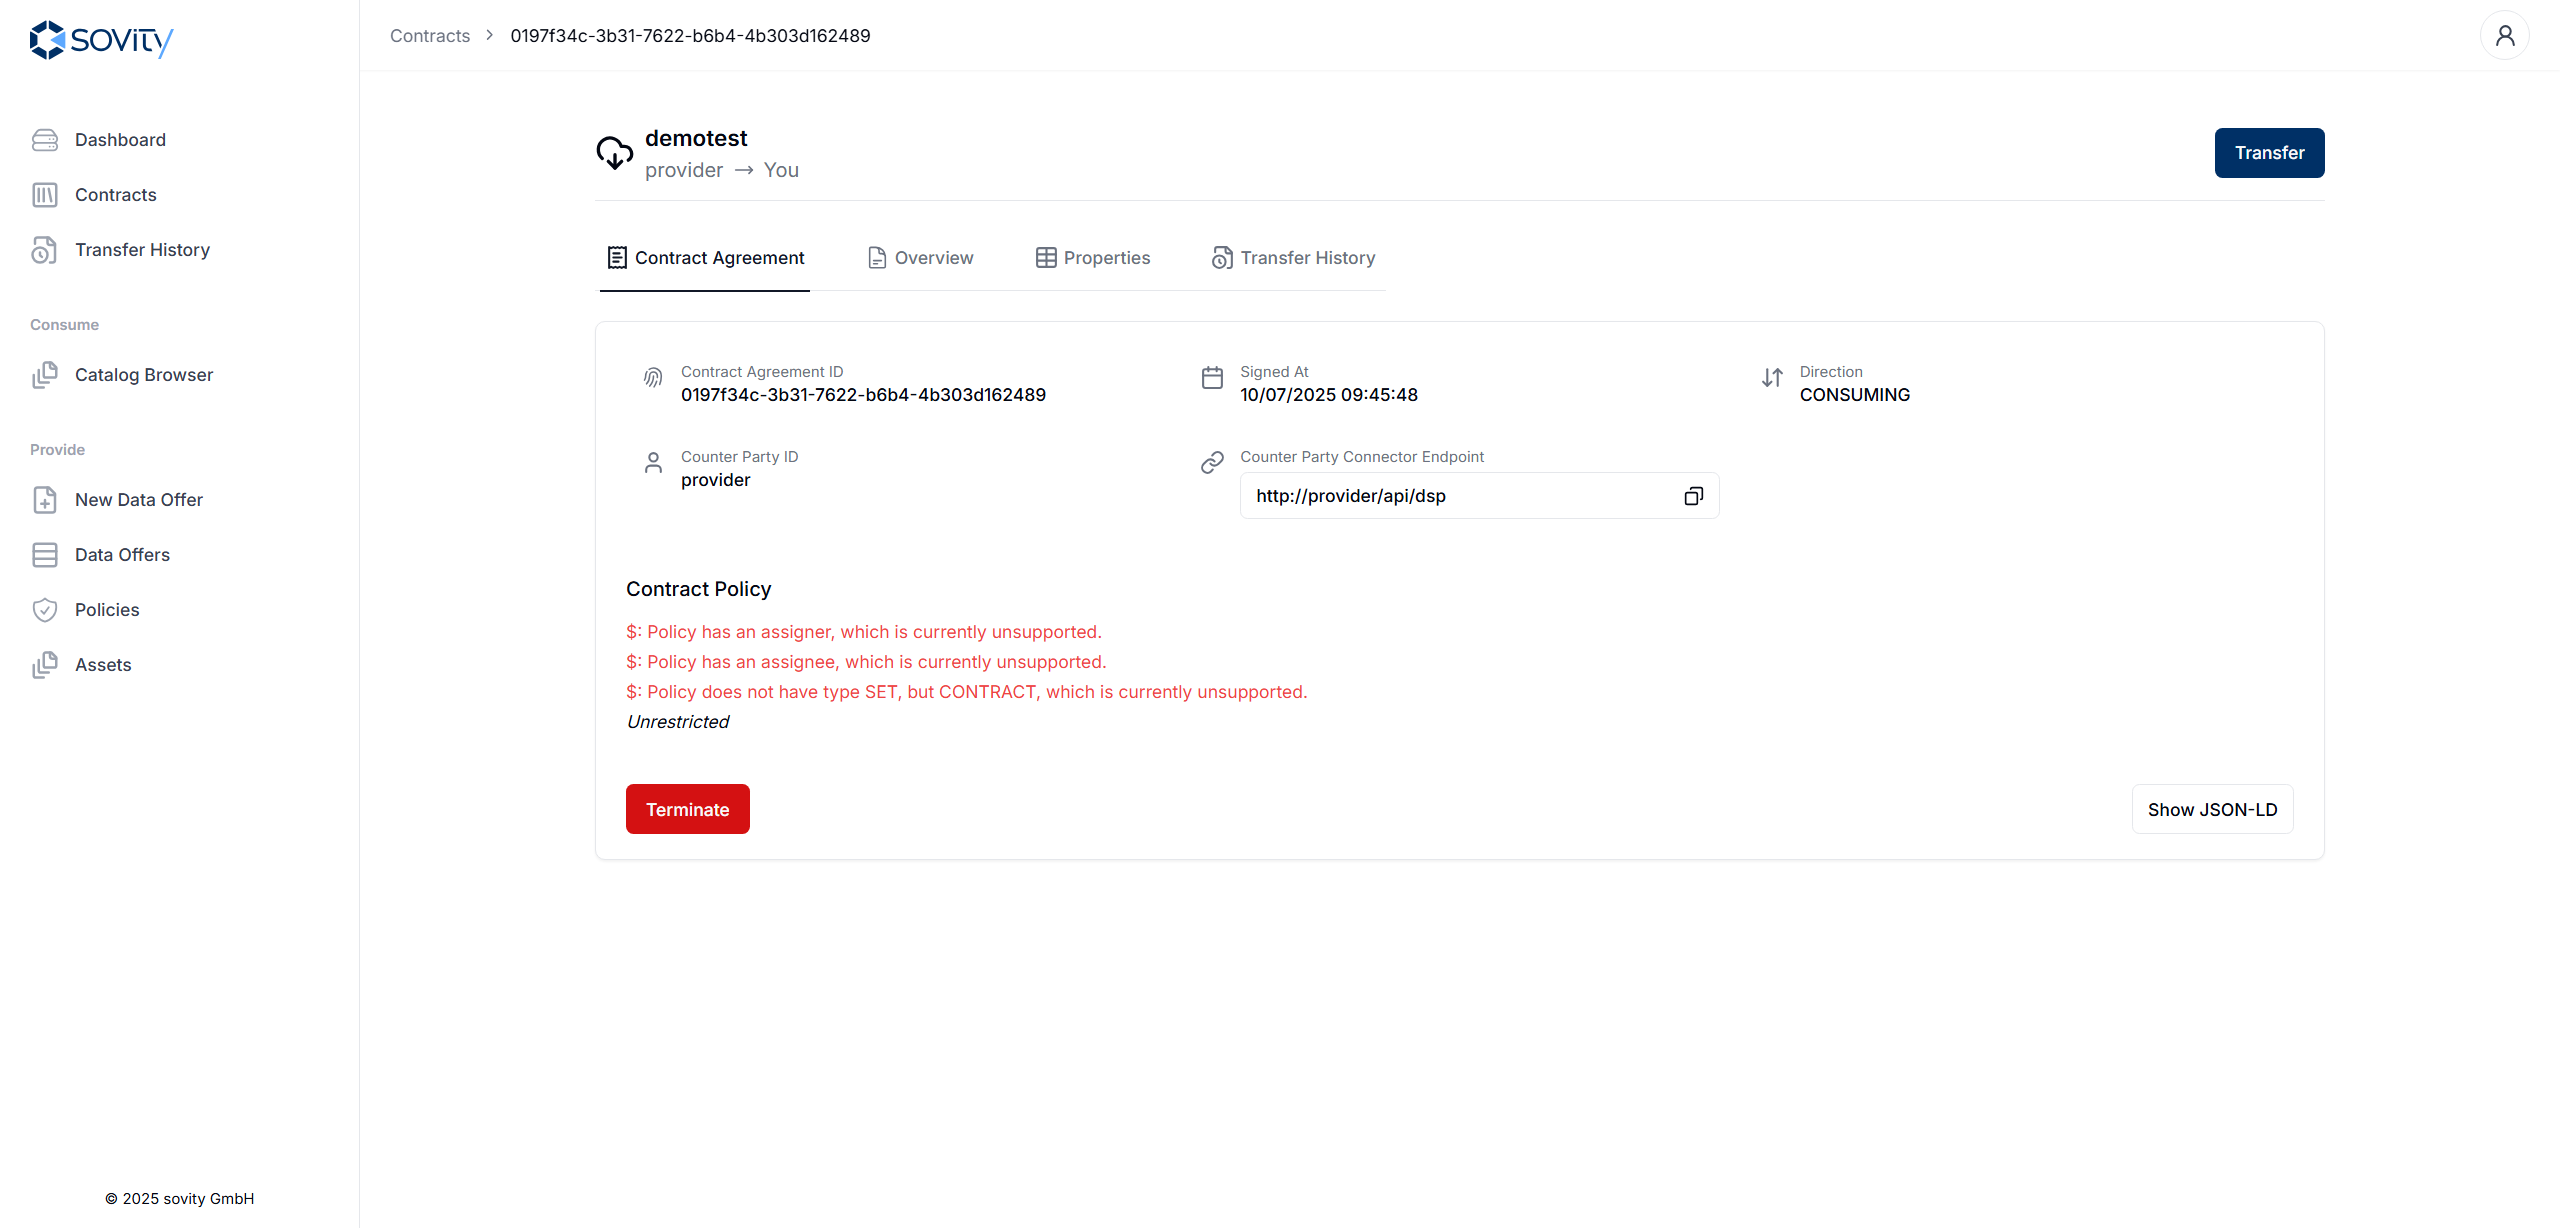 sovity
Contracts > 0197f34c-3b31-7622-b6b4-4b303d162489
Dashboard
Contracts
Transfer History
Consume
Catalog Browser
Provide
New Data Offer
Data Offers
Policies
Assets
© 2025 sovity GmbH
demotest
provider → You
Transfer
Contract Agreement
Overview
Properties
Transfer History
Contract Agreement ID
0197f34c-3b31-7622-b6b4-4b303d162489
Signed At
10/07/2025 09:45:48
Direction
CONSUMING
Counter Party ID
provider
Counter Party Connector Endpoint
http://provider/api/dsp
Contract Policy
$: Policy has an assigner, which is currently unsupported.
$: Policy has an assignee, which is currently unsupported.
$: Policy does not have type SET, but CONTRACT, which is currently unsupported.
Unrestricted
Terminate
Show JSON-LD